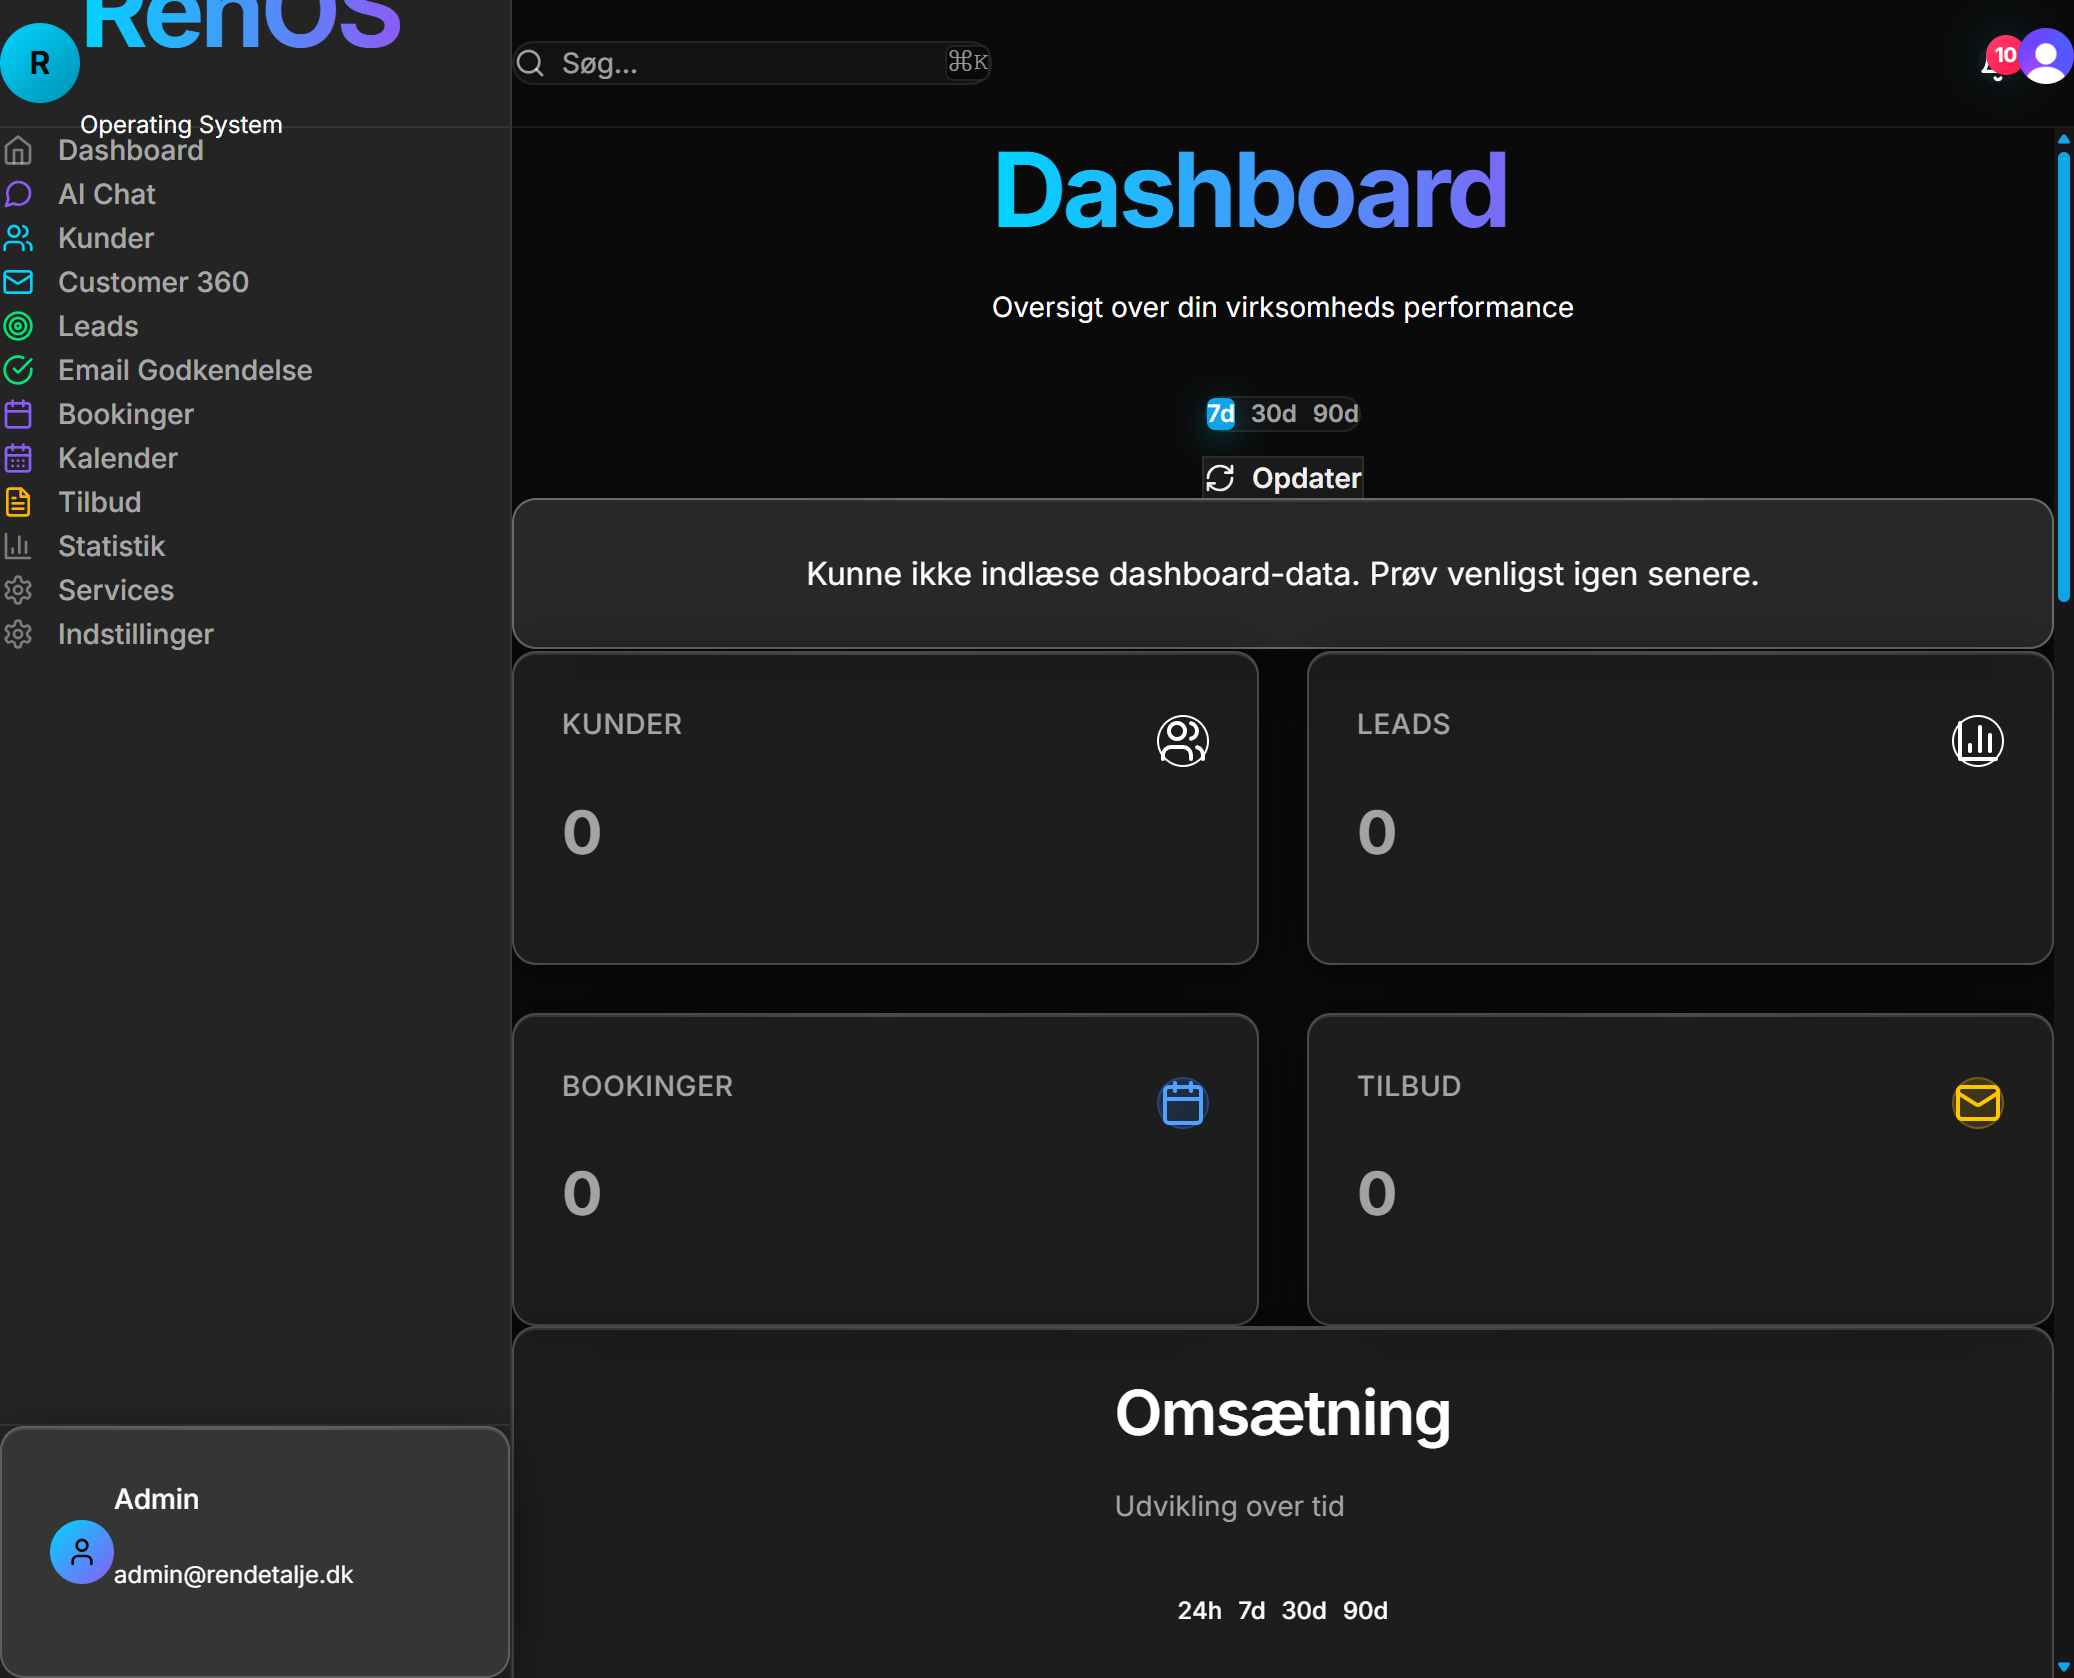 RenOS
R
Operating System
Søg...
⌘K
10
Dashboard
AI Chat
Kunder
Customer 360
Leads
Email Godkendelse
Bookinger
Kalender
Tilbud
Statistik
Services
Indstillinger
Admin
admin@rendetalje.dk
Dashboard
Oversigt over din virksomheds performance
7d 30d 90d
Opdater
Kunne ikke indlæse dashboard-data. Prøv venligst igen senere.
KUNDER
0
LEADS
0
BOOKINGER
0
TILBUD
0
Omsætning
Udvikling over tid
24h 7d 30d 90d